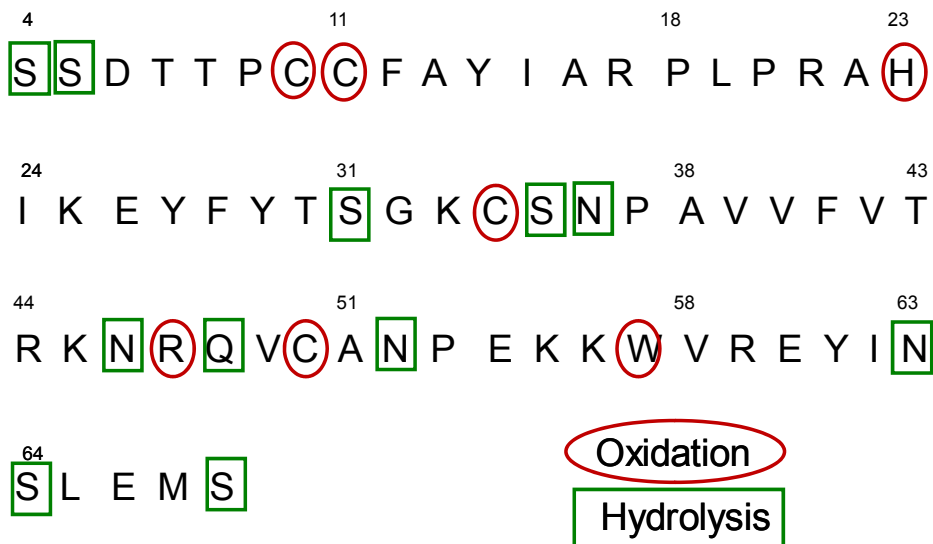 4 11 18 23
S S D T T P C C F A Y I A R P L P R A H
24 31 38 43
I K E Y F Y T S G K C S N P A V V F V T
44 51 58 63
R K N R Q V C A N P E K K W V R E Y I N
64
S L E M S
Oxidation
Hydrolysis